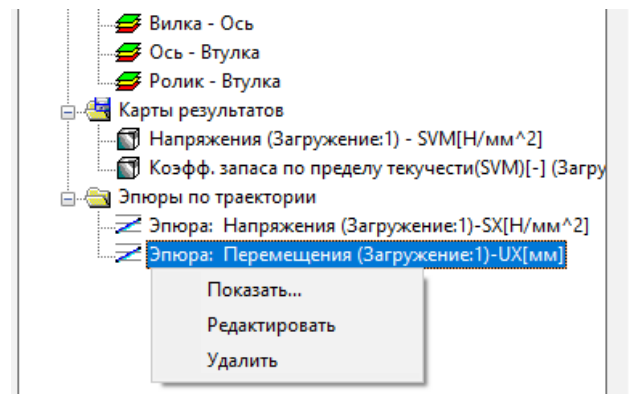 Вилка - Ось
Ось - Втулка
Ролик - Втулка
Карты результатов
Напряжения (Загружение:1) - SVM[Н/мм^2]
Коэфф. запаса по пределу текучести(SVM)[-] (Загру
Эпюры по траектории
Эпюра: Напряжения (Загружение:1)-SX[Н/мм^2]
Эпюра: Перемещения (Загружение:1)-UX[мм]
Показать...
Редактировать
Удалить